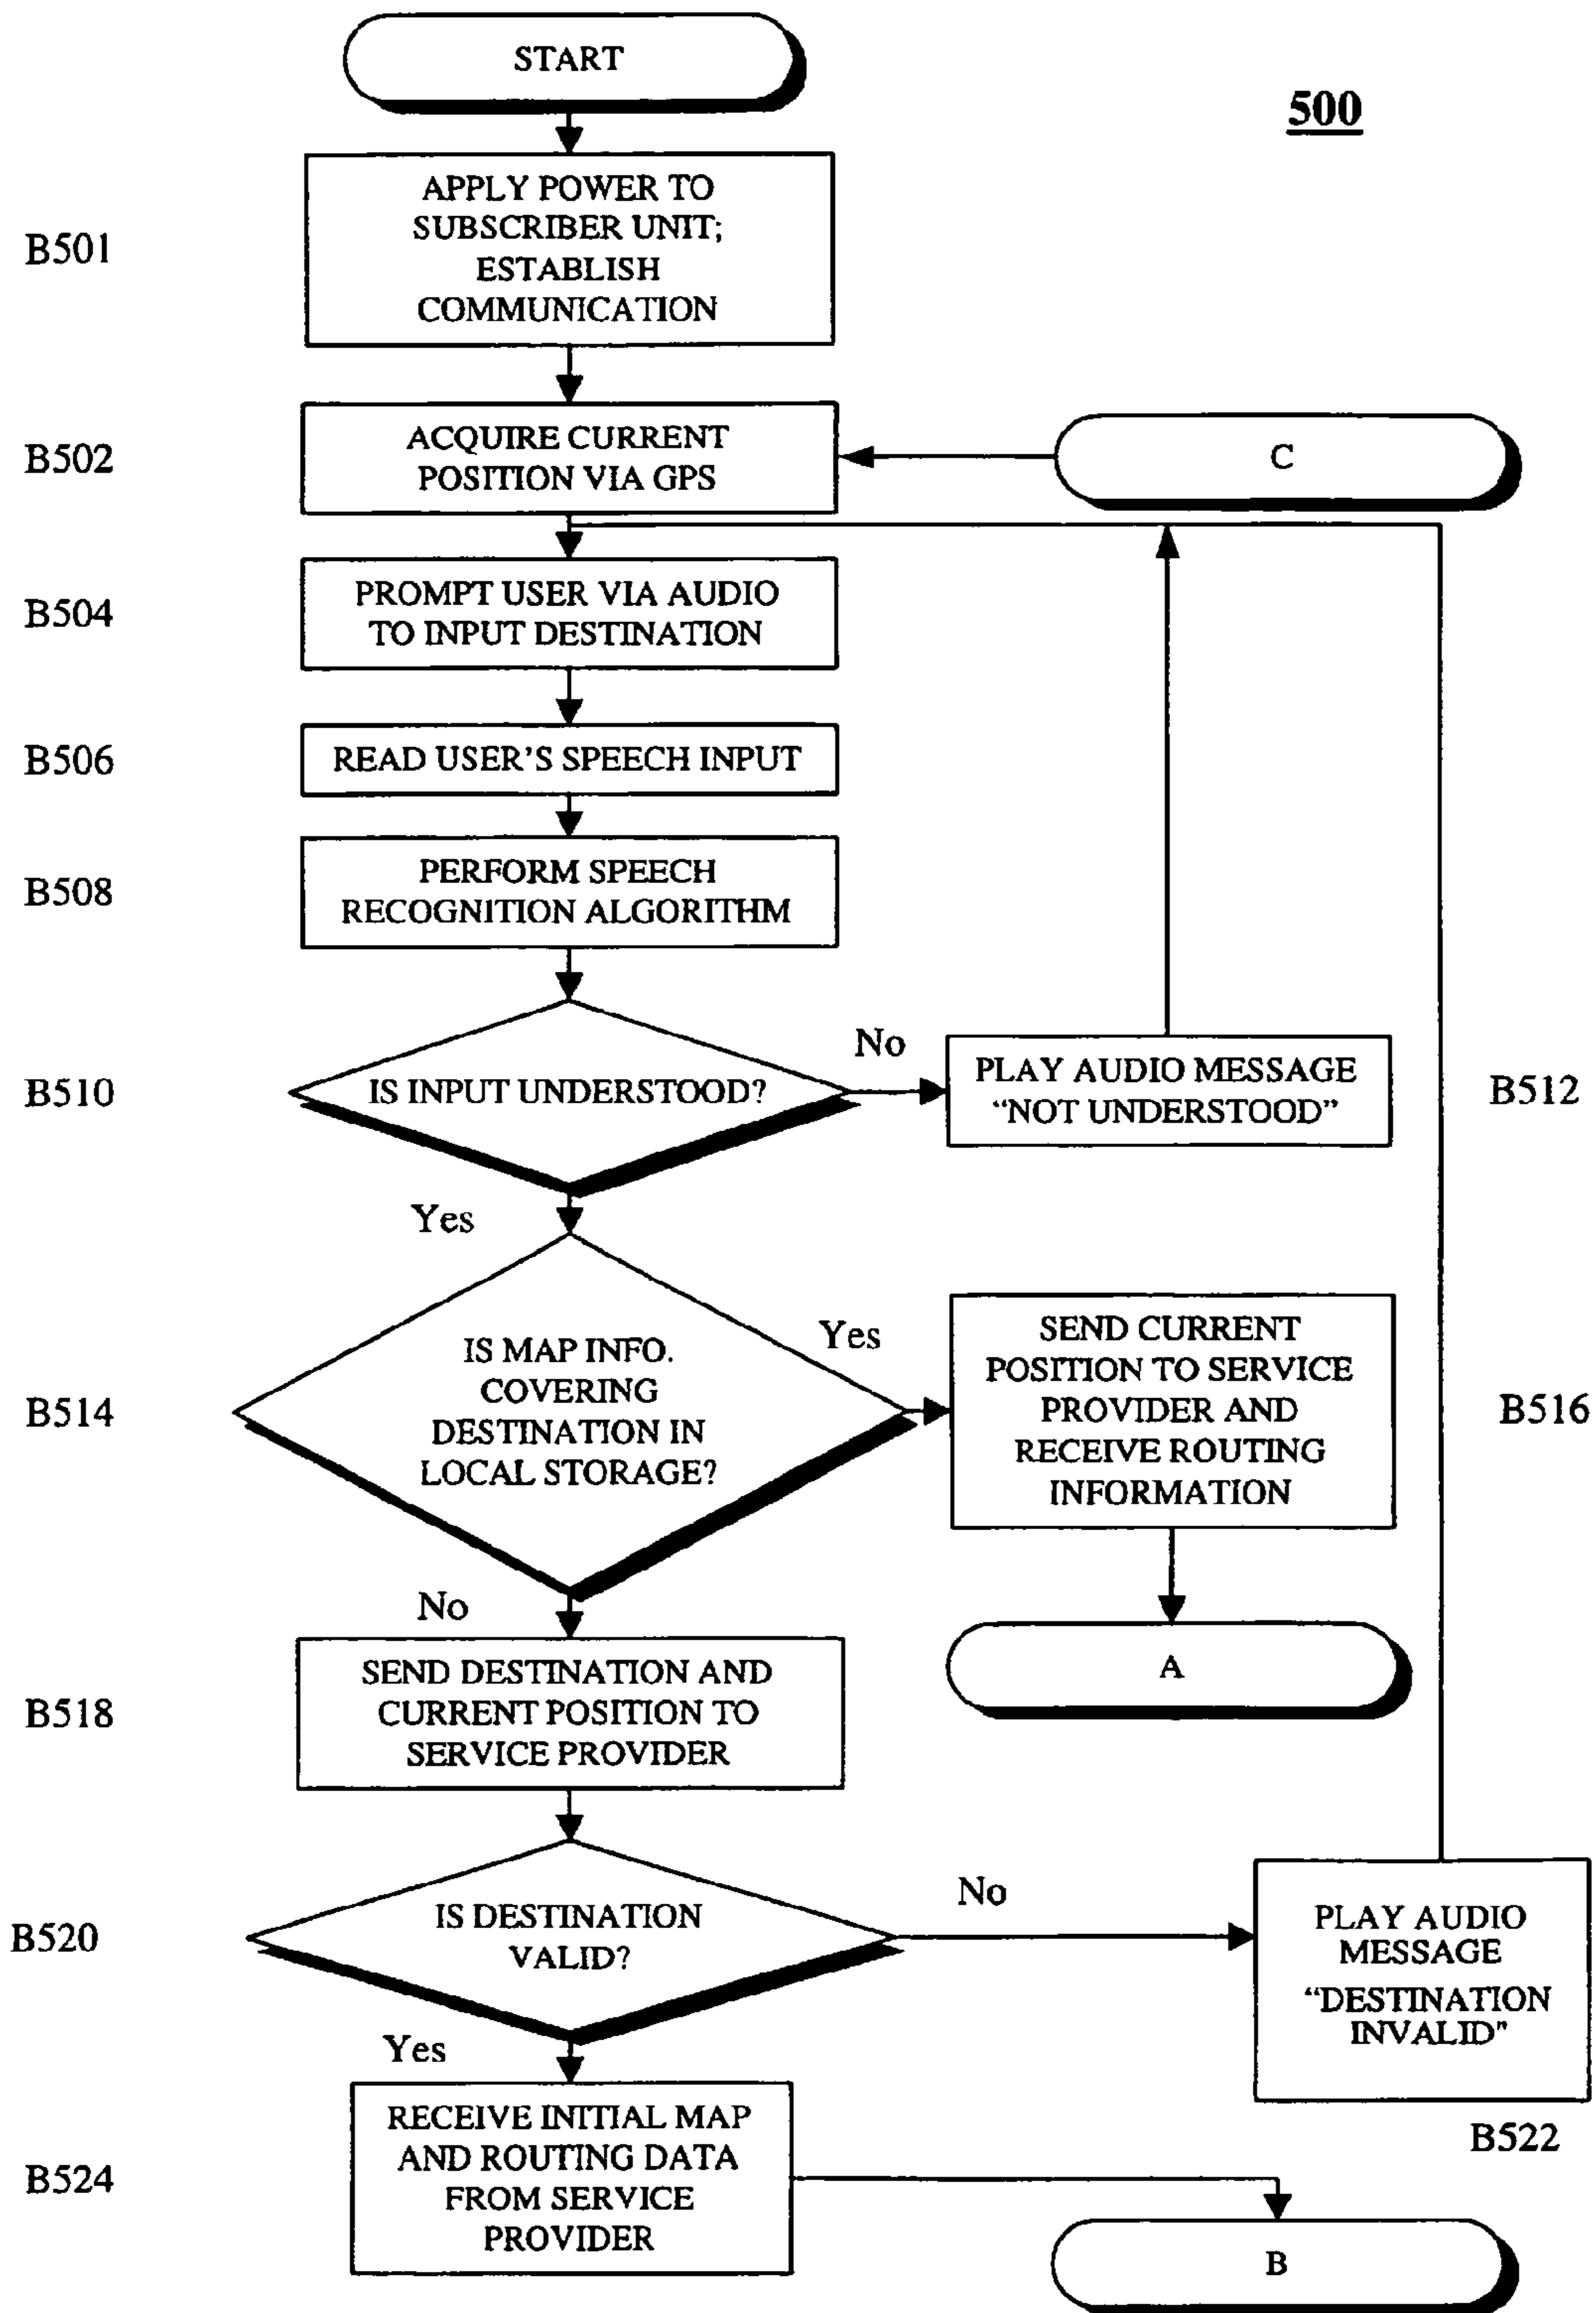 START
500
B501
APPLY POWER TO
SUBSCRIBER UNIT;
ESTABLISH
COMMUNICATION
B502
ACQUIRE CURRENT
POSITION VIA GPS
C
B504
PROMPT USER VIA AUDIO
TO INPUT DESTINATION
B506
READ USER'S SPEECH INPUT
B508
PERFORM SPEECH
RECOGNITION ALGORITHM
B510
IS INPUT UNDERSTOOD?
No
PLAY AUDIO MESSAGE
“NOT UNDERSTOOD”
B512
Yes
B514
IS MAP INFO.
COVERING
DESTINATION IN
LOCAL STORAGE?
Yes
SEND CURRENT
POSITION TO SERVICE
PROVIDER AND
RECEIVE ROUTING
INFORMATION
B516
A
No
B518
SEND DESTINATION AND
CURRENT POSITION TO
SERVICE PROVIDER
B520
IS DESTINATION
VALID?
No
PLAY AUDIO
MESSAGE
“DESTINATION
INVALID”
B522
Yes
B524
RECEIVE INITIAL MAP
AND ROUTING DATA
FROM SERVICE
PROVIDER
B